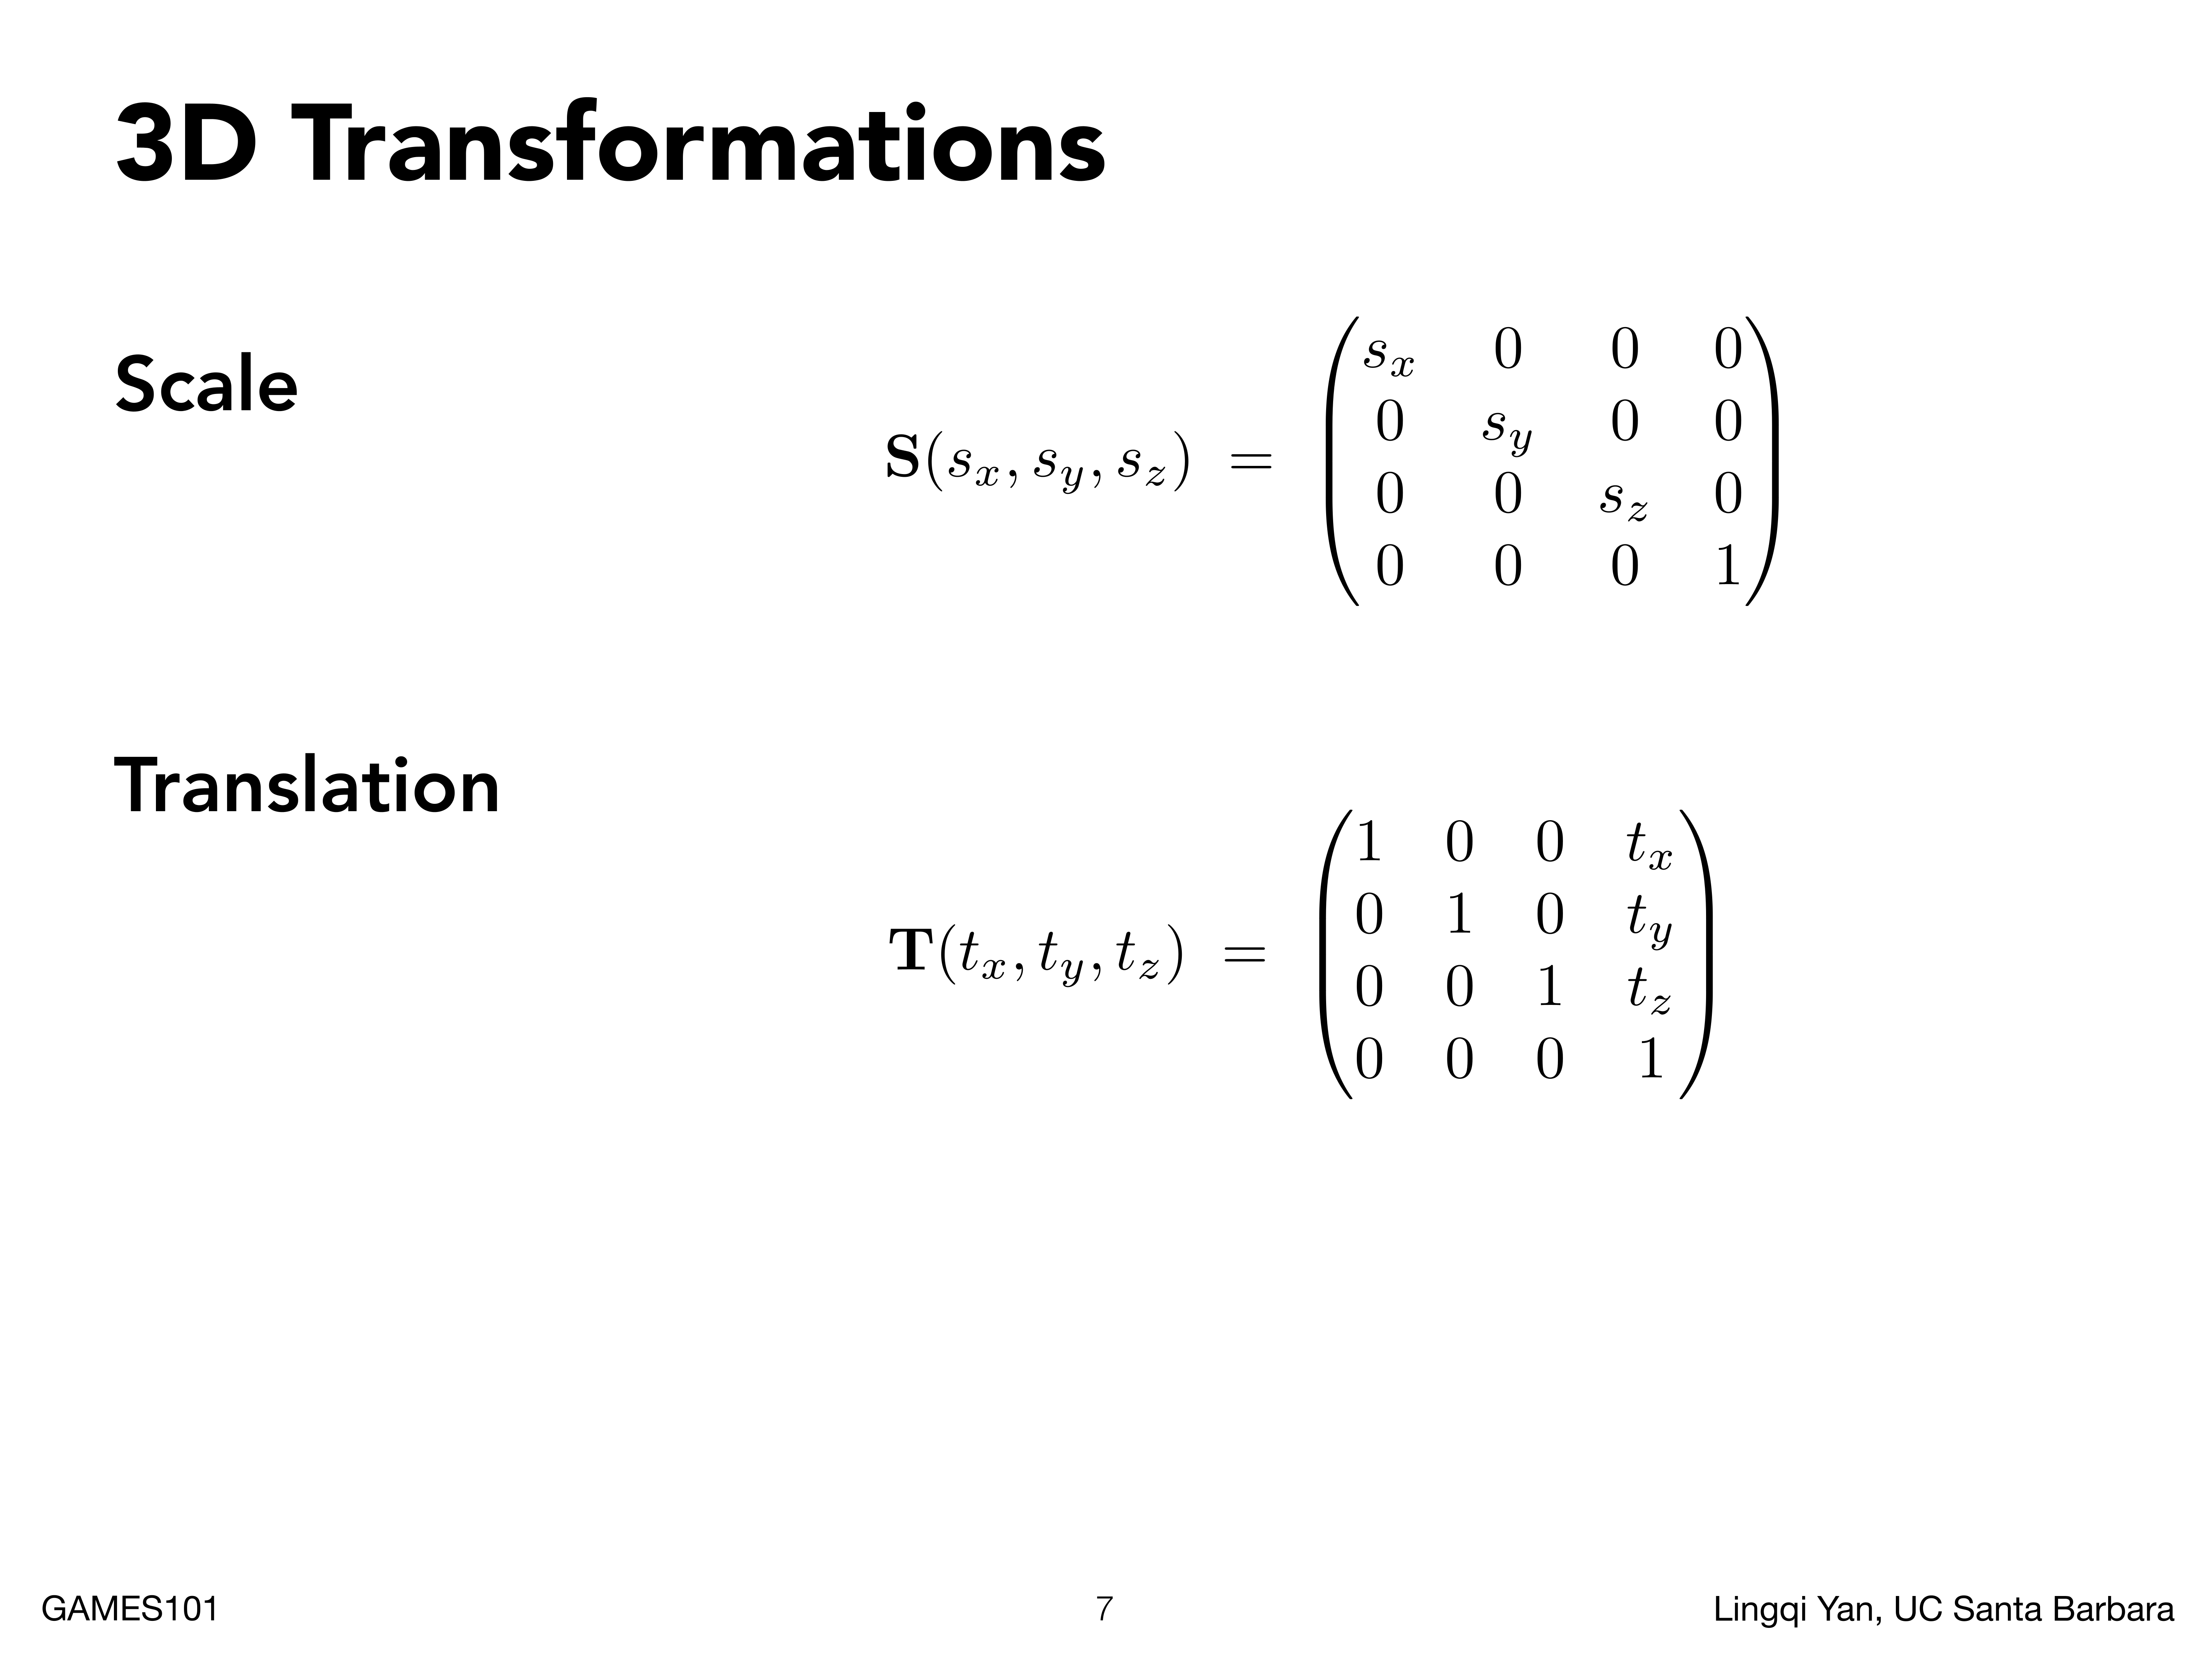 3D Transformations
Scale
S(s_x, s_y, s_z) = \begin{pmatrix} s_x & 0 & 0 & 0 \\ 0 & s_y & 0 & 0 \\ 0 & 0 & s_z & 0 \\ 0 & 0 & 0 & 1 \end{pmatrix}
Translation
T(t_x, t_y, t_z) = \begin{pmatrix} 1 & 0 & 0 & t_x \\ 0 & 1 & 0 & t_y \\ 0 & 0 & 1 & t_z \\ 0 & 0 & 0 & 1 \end{pmatrix}
GAMES101 7 Lingqi Yan, UC Santa Barbara